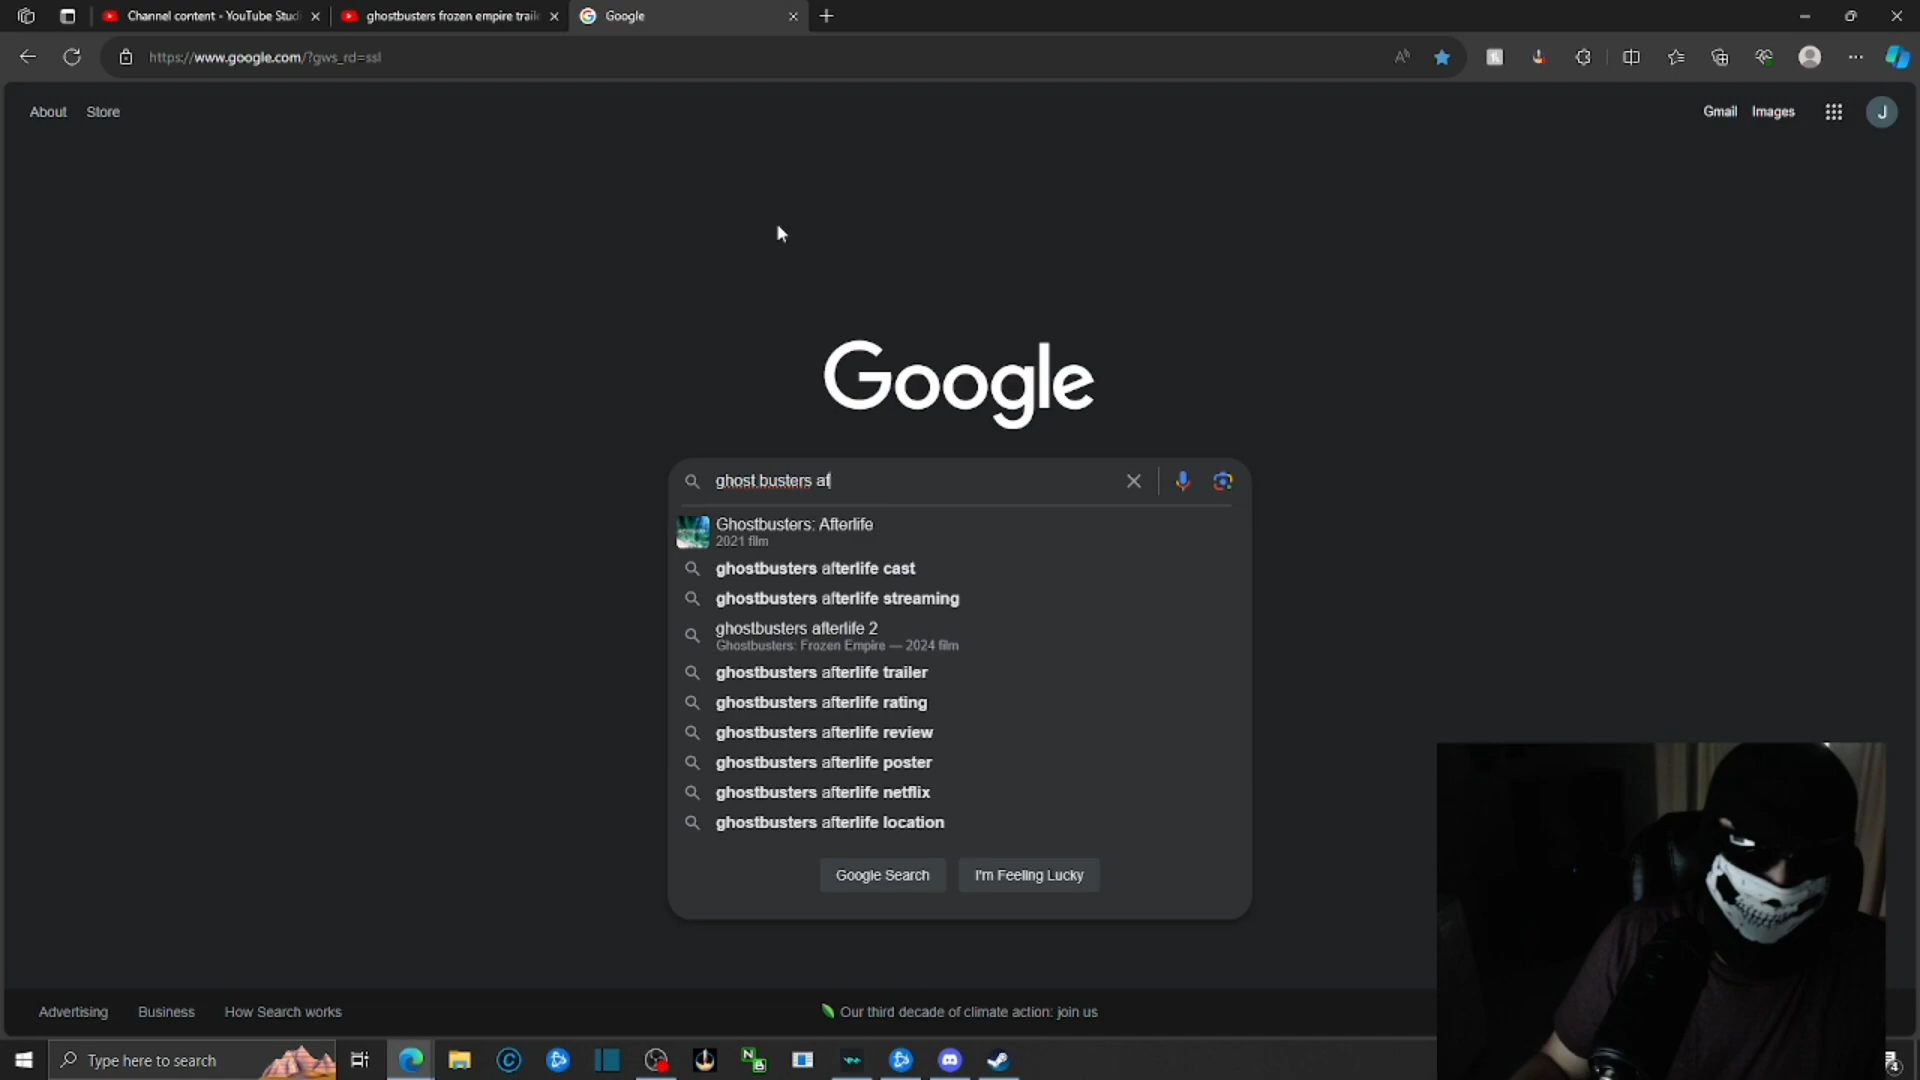 Channel content - YouTube Studi
ghostbusters frozen empire trail
Google
https://www.google.com/?gws_rd=ssl
About Store
Gmail Images
J
Google
ghost busters af
Ghostbusters: Afterlife
2021 film
ghostbusters afterlife cast
ghostbusters afterlife streaming
ghostbusters afterlife 2
Ghostbusters: Frozen Empire — 2024 film
ghostbusters afterlife trailer
ghostbusters afterlife rating
ghostbusters afterlife review
ghostbusters afterlife poster
ghostbusters afterlife netflix
ghostbusters afterlife location
Google Search I'm Feeling Lucky
Advertising Business How Search works
Our third decade of climate action: join us
Type here to search
N
B
4